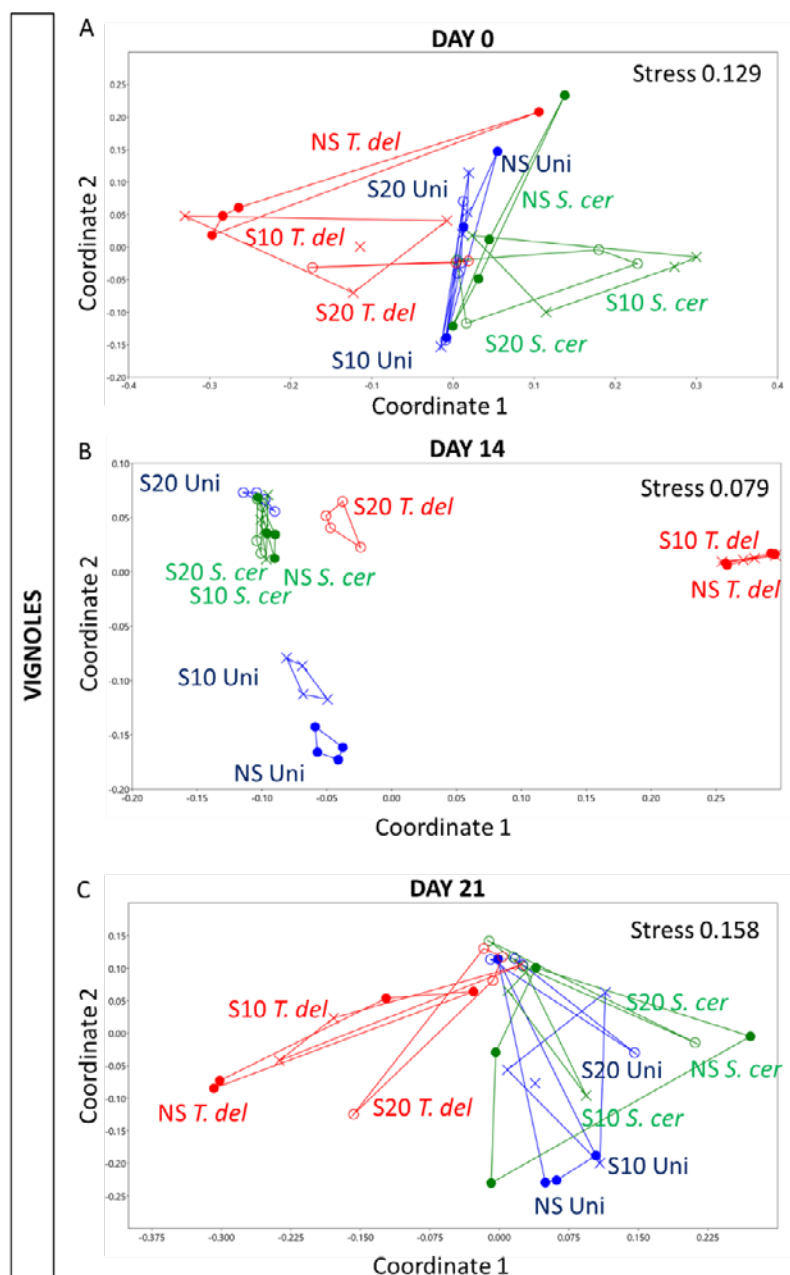 VIGNOLES
A
DAY 0
Stress 0.129
NS T. del
NS Uni
S20 Uni
NS S. cer
S10 T. del
S20 T. del
S10 S. cer
S20 S. cer
S10 Uni
Coordinate 2
0.25
0.20
0.15
0.10
0.05
0.00
-0.05
-0.10
-0.15
-0.20
-0.4 -0.3 -0.2 -0.1 0.0 0.1 0.2 0.3 0.4
Coordinate 1
B
DAY 14
Stress 0.079
S20 Uni
S20 T. del
S10 T. del
S20 S. cer
NS S. cer
S10 S. cer
NS T. del
S10 Uni
NS Uni
Coordinate 2
0.10
0.05
0.00
-0.05
-0.10
-0.15
-0.20
-0.20 -0.15 -0.10 -0.05 0.00 0.05 0.10 0.15 0.20 0.25
Coordinate 1
C
DAY 21
Stress 0.158
S10 T. del
S20 S. cer
S20 Uni
NS S. cer
NS T. del
S20 T. del
S10 S. cer
S10 Uni
NS Uni
Coordinate 2
0.15
0.10
0.05
0.00
-0.05
-0.10
-0.15
-0.20
-0.25
-0.375 -0.300 -0.225 -0.150 -0.075 0.000 0.075 0.150 0.225
Coordinate 1